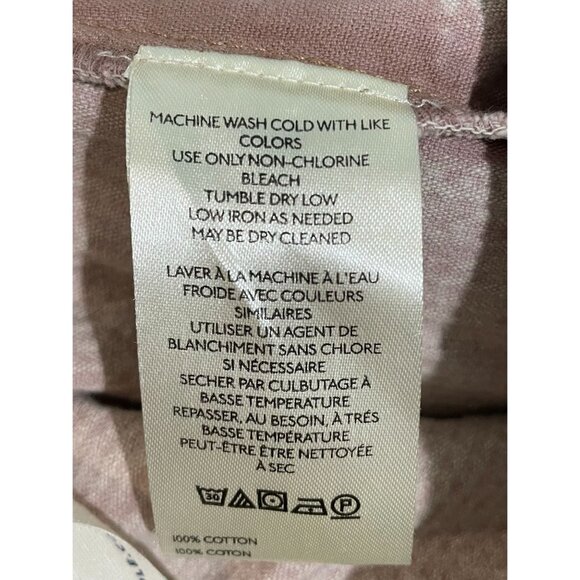 MACHINE WASH COLD WITH LIKE
COLORS
USE ONLY NON-CHLORINE
BLEACH
TUMBLE DRY LOW
LOW IRON AS NEEDED
MAY BE DRY CLEANED
LAVER À LA MACHINE À L'EAU
FROIDE AVEC COULEURS
SIMILAIRES
UTILISER UN AGENT DE
BLANCHIMENT SANS CHLORE
SI NÉCESSAIRE
SECHER PAR CULBUTAGE À
BASSE TEMPERATURE
REPASSER, AU BESOIN, À TRÉS
BASSE TEMPÉRATURE
PEUT-ÊTRE ÊTRE NETTOYÉE
À SEC
30 P
100% COTTON
100% COTON